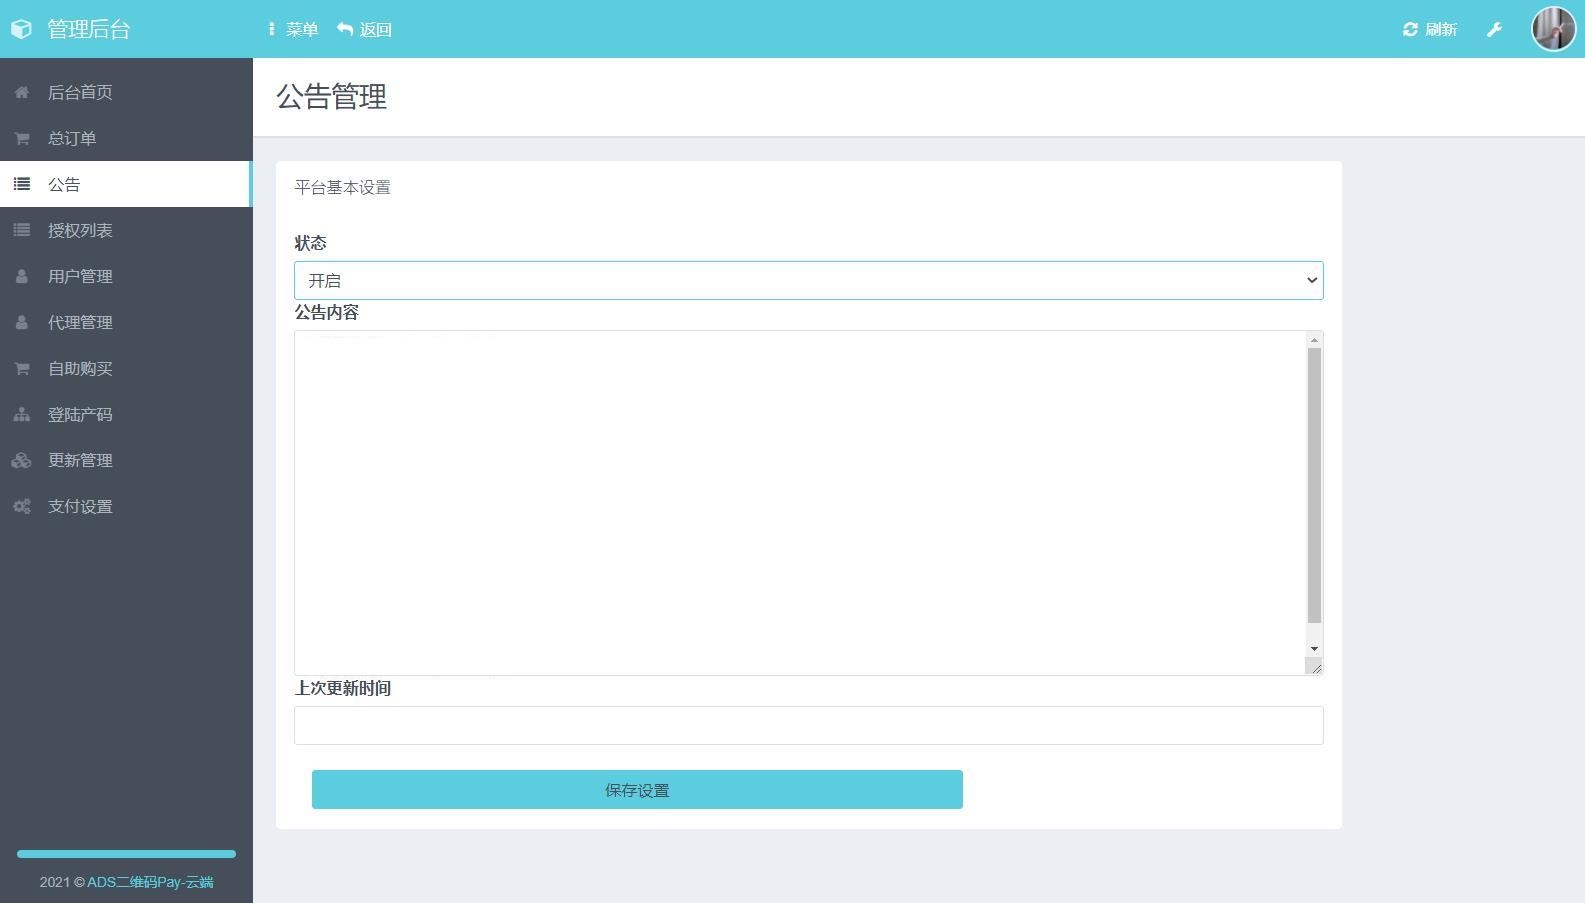 管理后台
菜单
返回
刷新
后台首页
总订单
公告
授权列表
用户管理
代理管理
自助购买
登陆产码
更新管理
支付设置
2021 © ADS二维码Pay-云端
公告管理
平台基本设置
状态
开启
公告内容
上次更新时间
保存设置